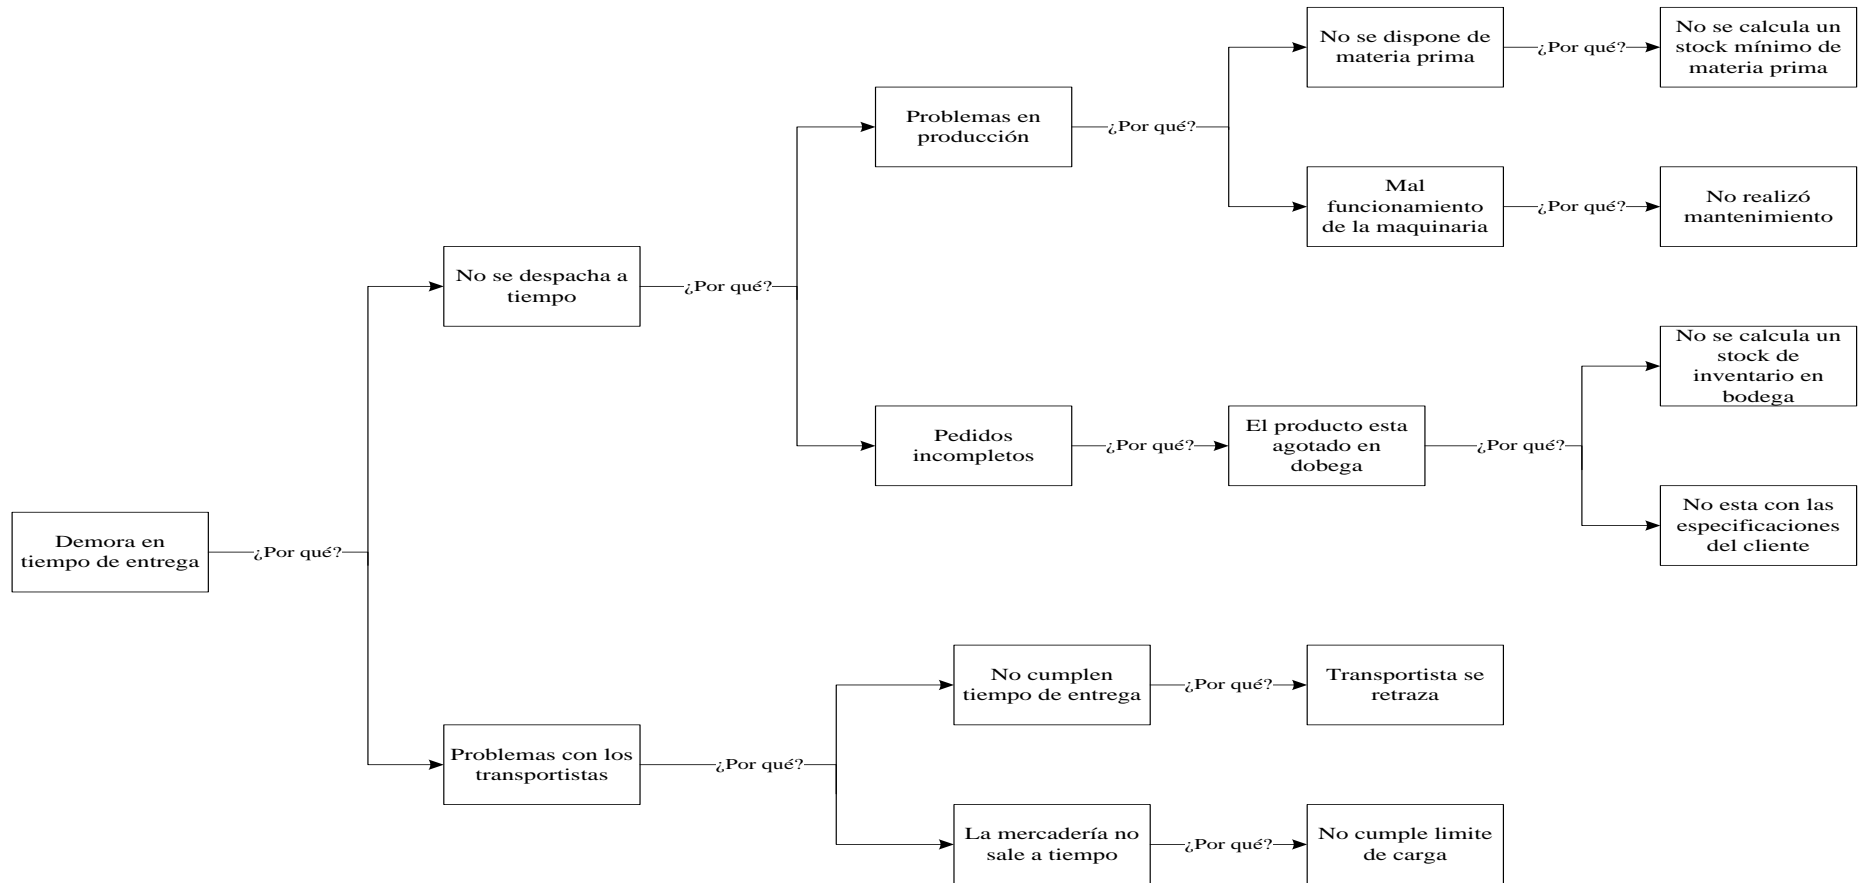 No se dispone de
materia prima
¿Por qué?
No se calcula un
stock mínimo de
materia prima
Problemas en
producción
¿Por qué?
Mal
funcionamiento
de la maquinaria
¿Por qué?
No realizó
mantenimiento
No se despacha a
tiempo
¿Por qué?
No se calcula un
stock de
inventario en
bodega
Pedidos
incompletos
¿Por qué?
El producto esta
agotado en
dobega
¿Por qué?
No esta con las
especificaciones
del cliente
Demora en
tiempo de entrega
¿Por qué?
No cumplen
tiempo de entrega
¿Por qué?
Transportista se
retraza
Problemas con los
transportistas
¿Por qué?
La mercadería no
sale a tiempo
¿Por qué?
No cumple limite
de carga